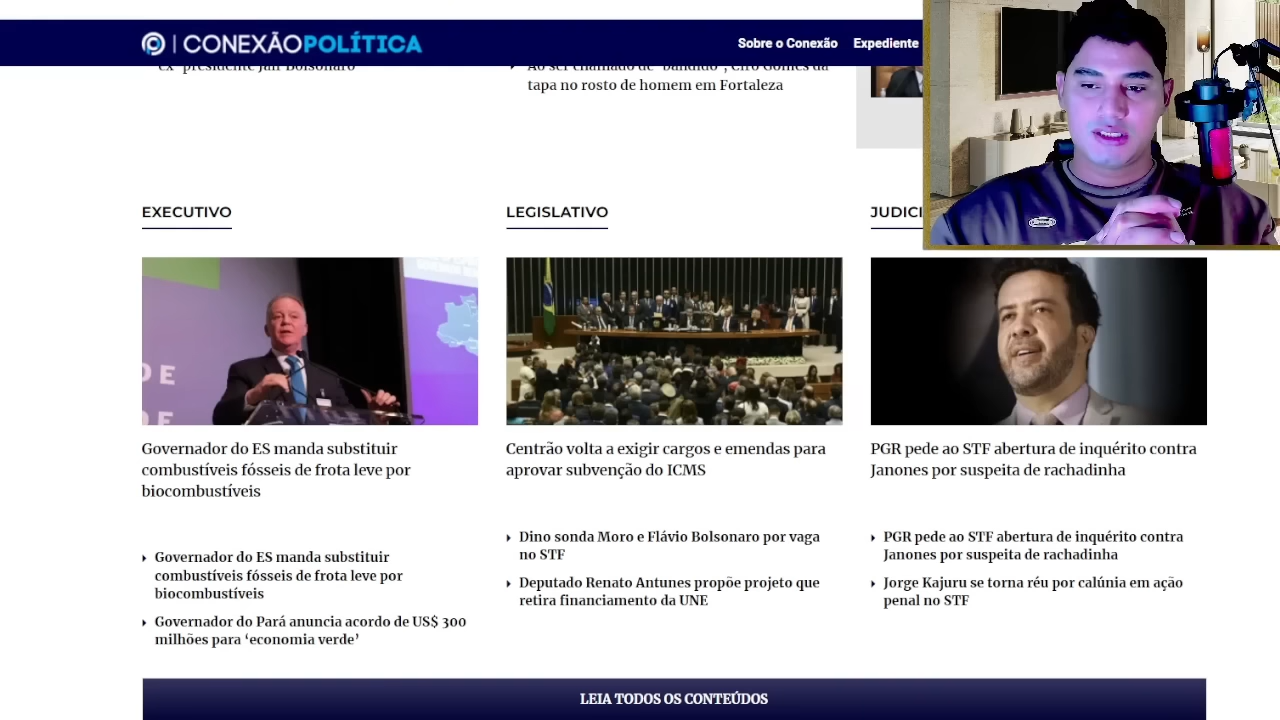 CONEXÃOPOLÍTICA
Sobre o Conexão Expediente
ex-presidente Jair Bolsonaro
Ao ser chamado de "bandido", Ciro Gomes dá
tapa no rosto de homem em Fortaleza
EXECUTIVO
Governador do ES manda substituir
combustíveis fósseis de frota leve por
biocombustíveis
Governador do ES manda substituir
combustíveis fósseis de frota leve por
biocombustíveis
Governador do Pará anuncia acordo de US$ 300
milhões para ‘economia verde’
LEGISLATIVO
Centrão volta a exigir cargos e emendas para
aprovar subvenção do ICMS
Dino sonda Moro e Flávio Bolsonaro por vaga
no STF
Deputado Renato Antunes propõe projeto que
retira financiamento da UNE
JUDICI
PGR pede ao STF abertura de inquérito contra
Janones por suspeita de rachadinha
PGR pede ao STF abertura de inquérito contra
Janones por suspeita de rachadinha
Jorge Kajuru se torna réu por calúnia em ação
penal no STF
LEIA TODOS OS CONTEÚDOS